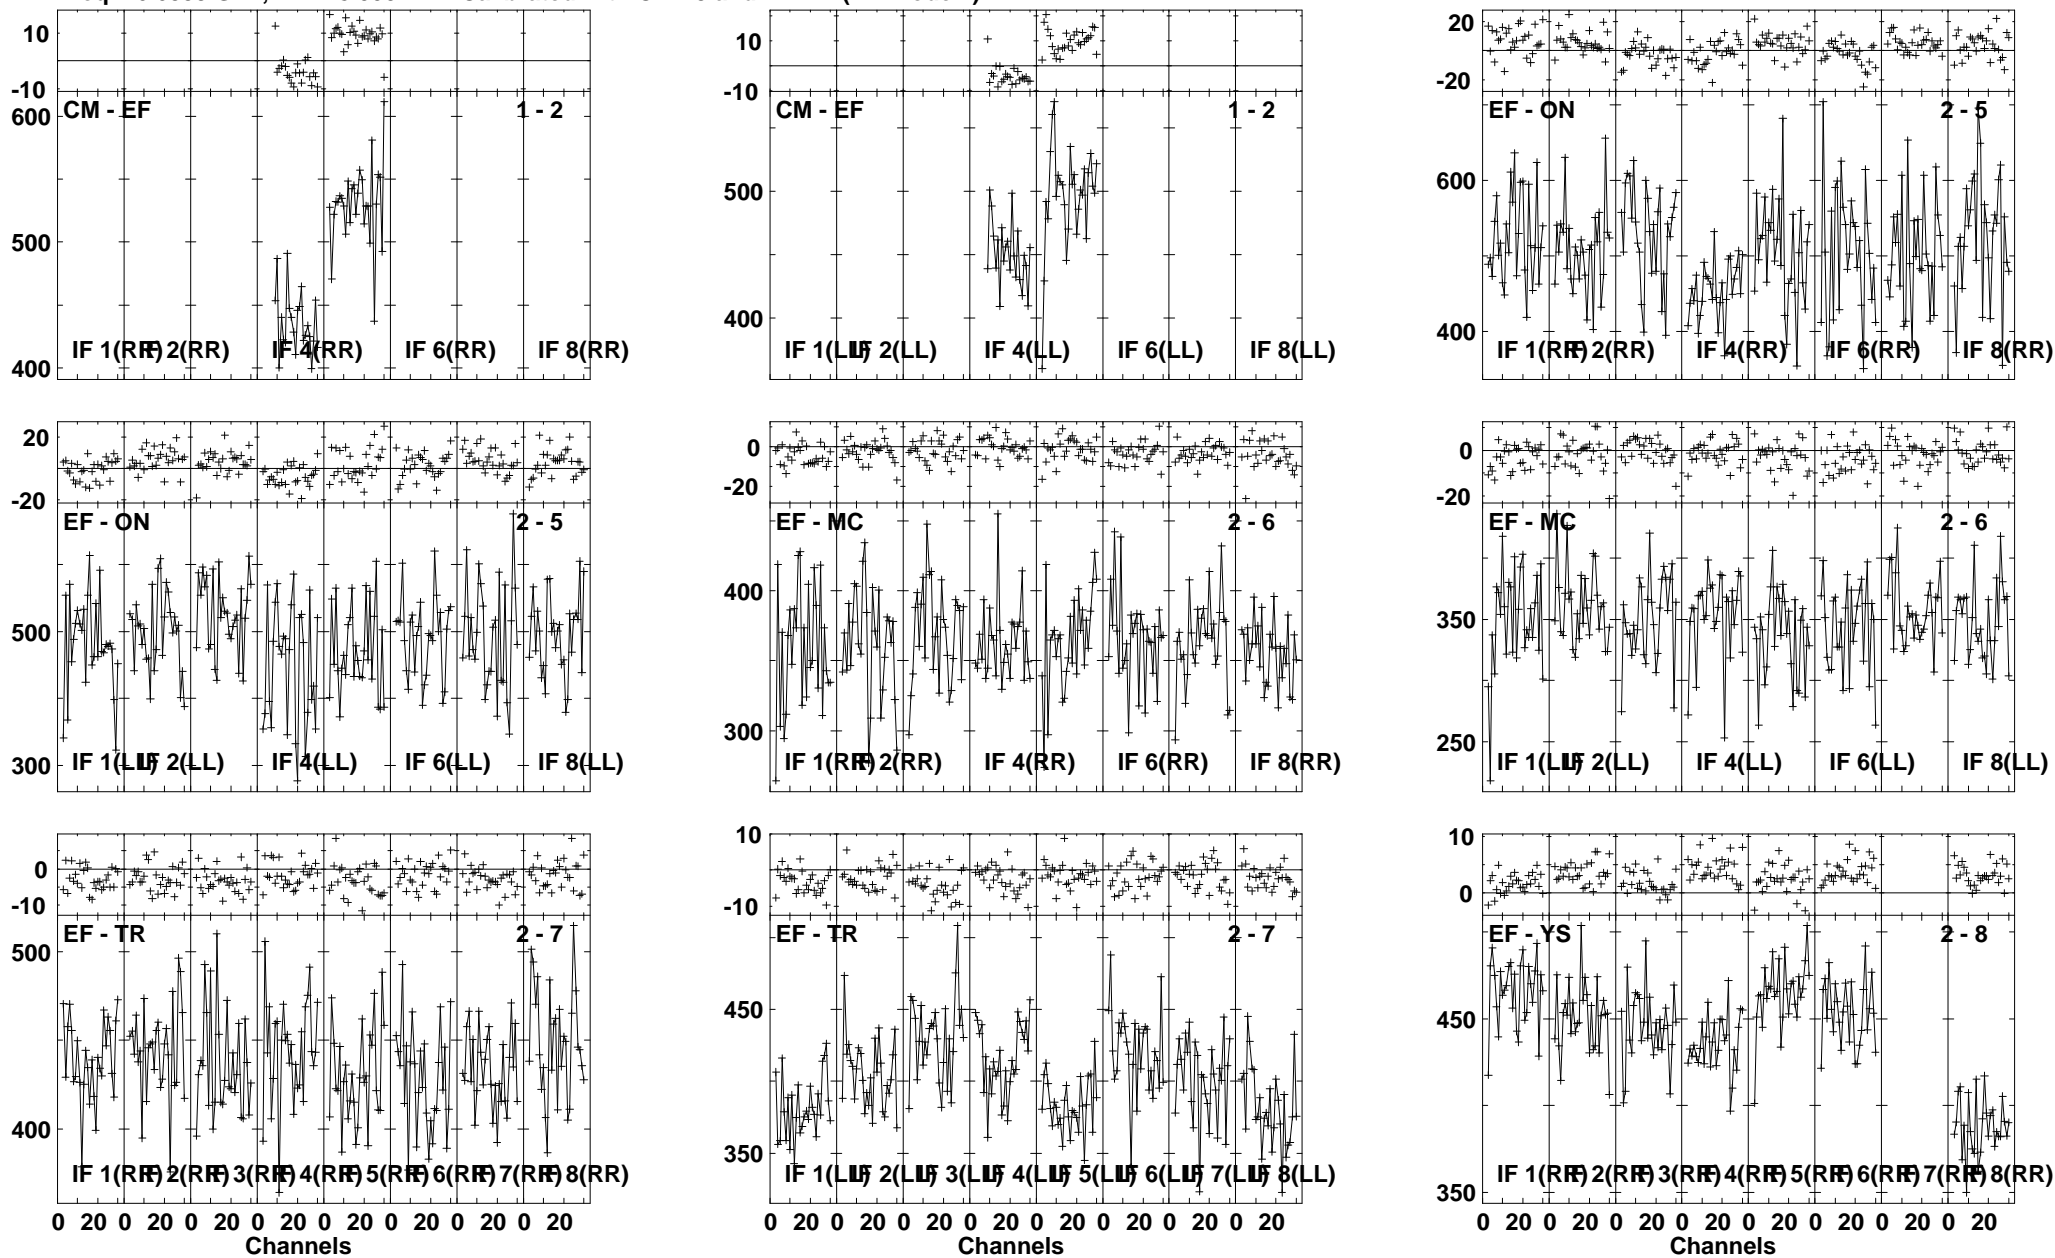 10
-10
CM - EF 1 - 2
600
500
400
IF 1(RR) IF 2(RR) IF 4(RR) IF 6(RR) IF 8(RR)
10
-10
CM - EF 1 - 2
500
400
IF 1(LL) IF 2(LL) IF 4(LL) IF 6(LL) IF 8(LL)
20
0
-20
EF - ON 2 - 5
600
400
IF 1(RR) IF 2(RR) IF 4(RR) IF 6(RR) IF 8(RR)
20
0
-20
EF - ON 2 - 5
500
300
IF 1(LL) IF 2(LL) IF 4(LL) IF 6(LL) IF 8(LL)
0
-20
EF - MC 2 - 6
400
300
IF 1(RR) IF 2(RR) IF 4(RR) IF 6(RR) IF 8(RR)
0
-20
EF - MC 2 - 6
350
250
IF 1(LL) IF 2(LL) IF 4(LL) IF 6(LL) IF 8(LL)
0
-10
EF - TR 2 - 7
500
400
IF 1(RR) IF 2(RR) IF 3(RR) IF 4(RR) IF 5(RR) IF 6(RR) IF 7(RR) IF 8(RR)
0 20 0 20 0 20 0 20 0 20 0 20 0 20 0 20
Channels
10
0
-10
EF - TR 2 - 7
450
350
IF 1(LL) IF 2(LL) IF 3(LL) IF 4(LL) IF 5(LL) IF 6(LL) IF 7(LL) IF 8(LL)
0 20 0 20 0 20 0 20 0 20 0 20 0 20 0 20
Channels
10
0
EF - YS 2 - 8
450
350
IF 1(RR) IF 2(RR) IF 3(RR) IF 4(RR) IF 5(RR) IF 6(RR) IF 7(RR) IF 8(RR)
0 20 0 20 0 20 0 20 0 20 0 20 0 20 0 20
Channels